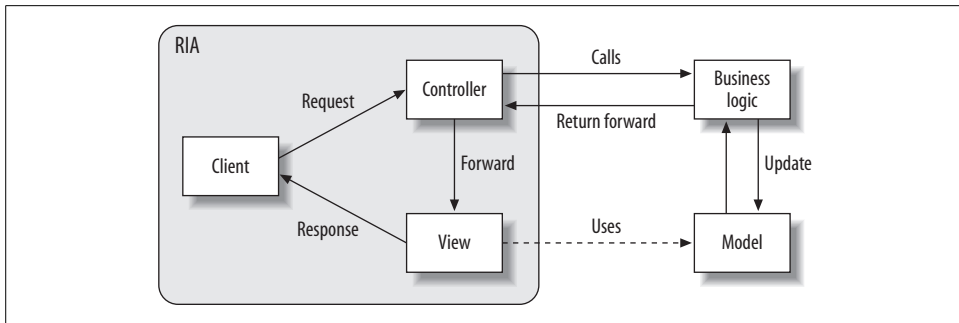 RIA
Calls
Controller
Business
logic
Request
Return forward
Client
Forward
Update
Response
View
Uses
Model